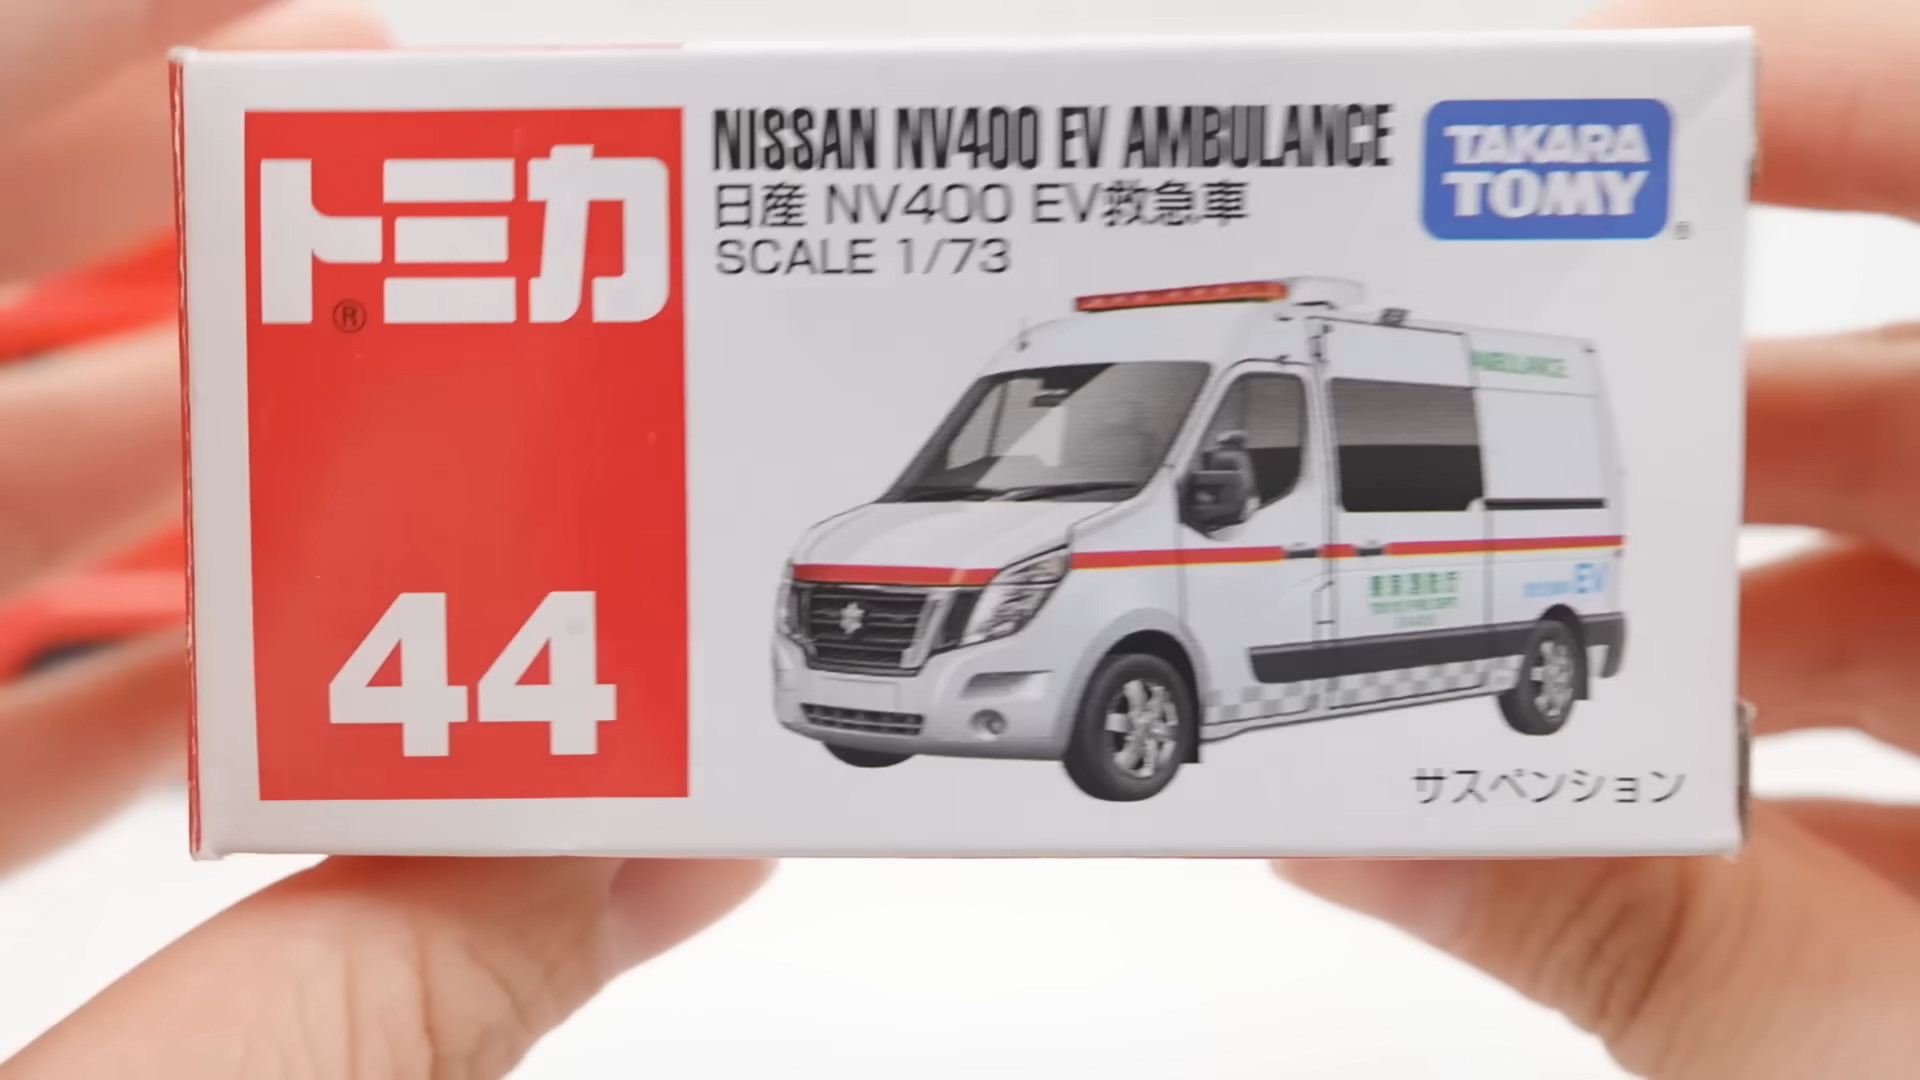 トミカ
®
44
NISSAN NV400 EV AMBULANCE
日産 NV400 EV救急車
SCALE 1/73
TAKARA
TOMY
®
AMBULANCE
EV
サスペンション